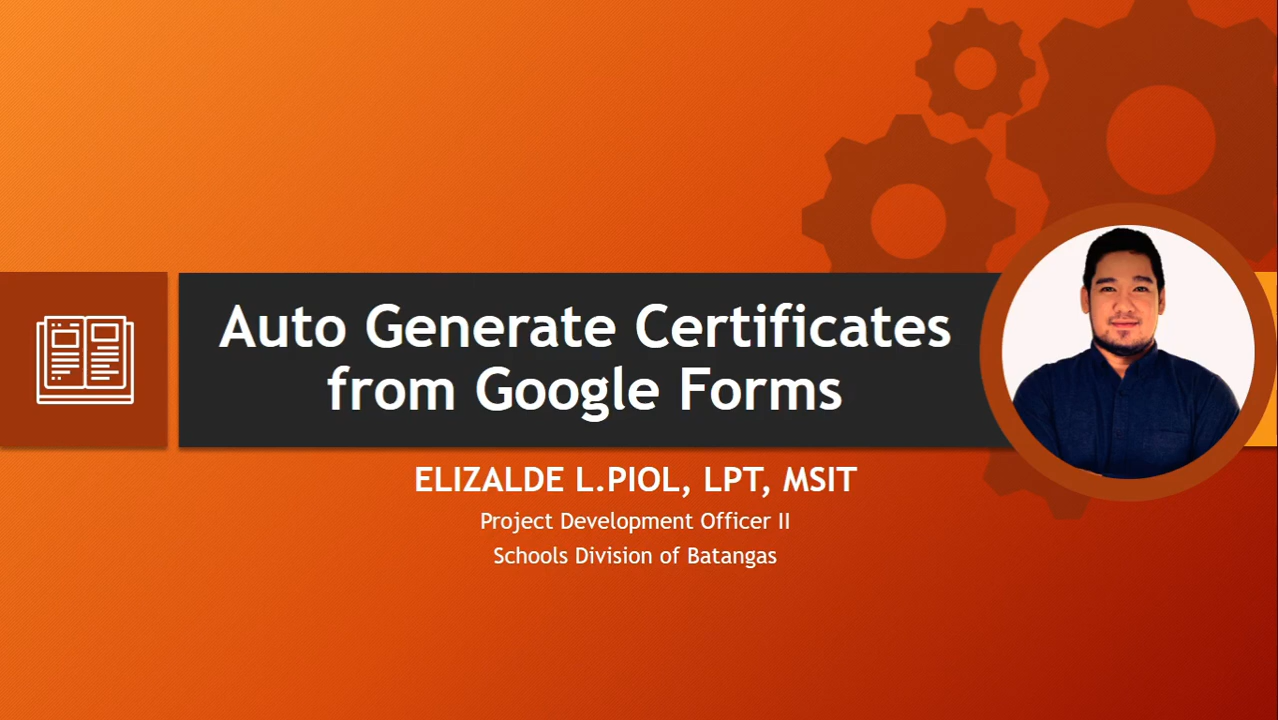 Auto Generate Certificates
from Google Forms
ELIZALDE L.PIOL, LPT, MSIT
Project Development Officer II
Schools Division of Batangas